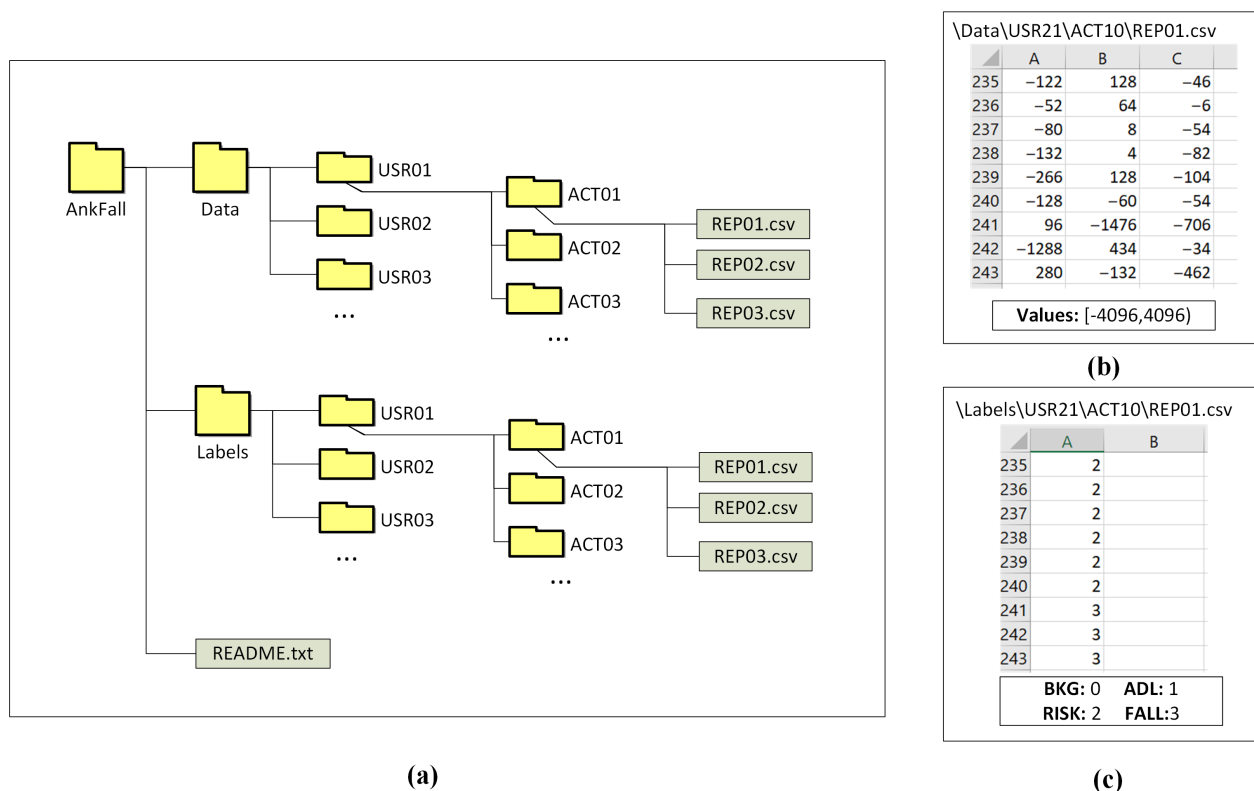 AnkFall
Data
USR01
USR02
USR03
...
ACT01
ACT02
ACT03
...
REP01.csv
REP02.csv
REP03.csv
Labels
USR01
USR02
USR03
...
ACT01
ACT02
ACT03
...
REP01.csv
REP02.csv
REP03.csv
README.txt
(a)
\Data\USR21\ACT10\REP01.csv
A B C
235 −122 128 −46
236 −52 64 −6
237 −80 8 −54
238 −132 4 −82
239 −266 128 −104
240 −128 −60 −54
241 96 −1476 −706
242 −1288 434 −34
243 280 −132 −462
Values: [-4096,4096)
(b)
\Labels\USR21\ACT10\REP01.csv
A B
235 2
236 2
237 2
238 2
239 2
240 2
241 3
242 3
243 3
BKG: 0 ADL: 1
RISK: 2 FALL:3
(c)